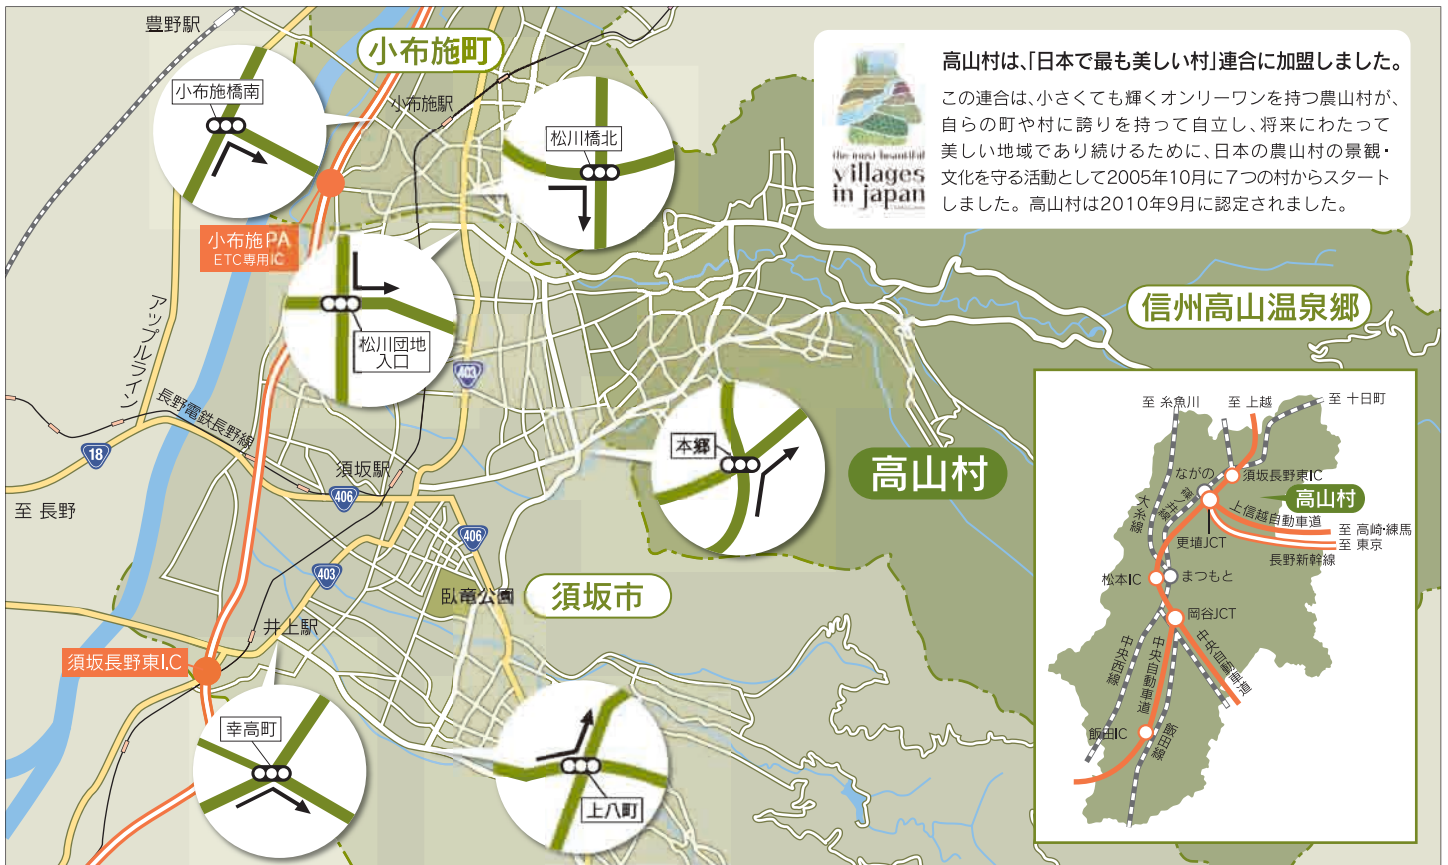 豊野駅
小布施町
小布施橋南
小布施駅
松川橋北
小布施PA
ETC専用IC
松川団地
入口
アップルライン
長野電鉄長野線
18
至 長野
須坂駅
403
406
406
403
本郷
高山村
信州高山温泉郷
臥竜公園
須坂市
井上駅
須坂長野東I.C
幸高町
上八町
the most beautiful
villages
in japan
高山村は、「日本で最も美しい村」連合に加盟しました。
この連合は、小さくても輝くオンリーワンを持つ農山村が、
自らの町や村に誇りを持って自立し、将来にわたって
美しい地域であり続けるために、日本の農山村の景観・
文化を守る活動として2005年10月に7つの村からスタート
しました。高山村は2010年9月に認定されました。
至 糸魚川
至 上越
至 十日町
ながの
須坂長野東IC
高山村
大糸線
篠ノ井線
上信越自動車道
至 高崎・練馬
至 東京
長野新幹線
更埴JCT
松本IC
まつもと
岡谷JCT
中央西線
中央自動車道
中央自動車道
飯田IC
飯田線